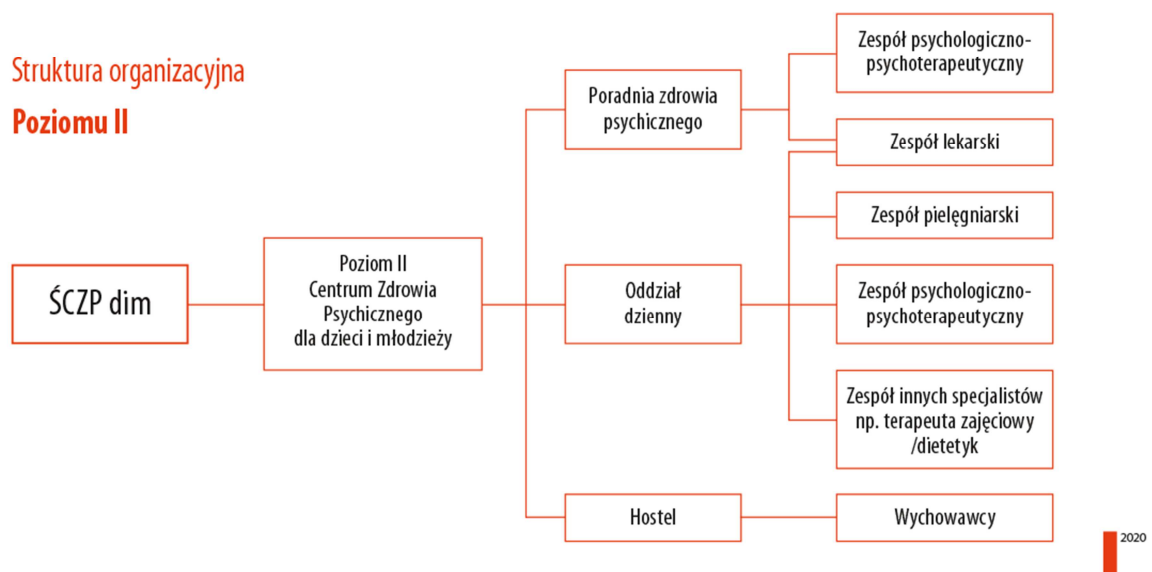 Struktura organizacyjna
Poziomu II
ŚCZP dim
Poziom II
Centrum Zdrowia
Psychicznego
dla dzieci i młodzieży
Poradnia zdrowia
psychicznego
Oddział
dzienny
Hostel
Zespół psychologiczno-
psychoterapeutyczny
Zespół lekarski
Zespół pielęgniarski
Zespół psychologiczno-
psychoterapeutyczny
Zespół innych specjalistów
np. terapeuta zajęciowy
/dietetyk
Wychowawcy
2020